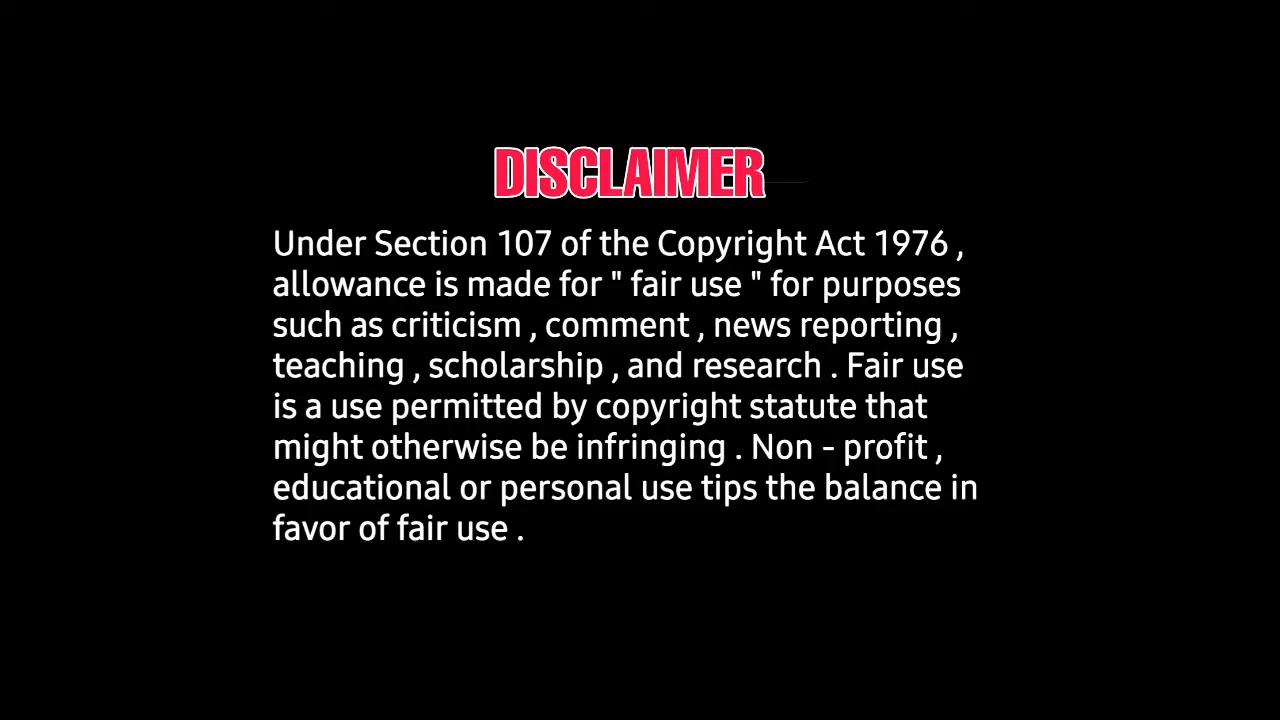 DISCLAIMER
Under Section 107 of the Copyright Act 1976 ,
allowance is made for " fair use " for purposes
such as criticism , comment , news reporting ,
teaching , scholarship , and research . Fair use
is a use permitted by copyright statute that
might otherwise be infringing . Non - profit ,
educational or personal use tips the balance in
favor of fair use .